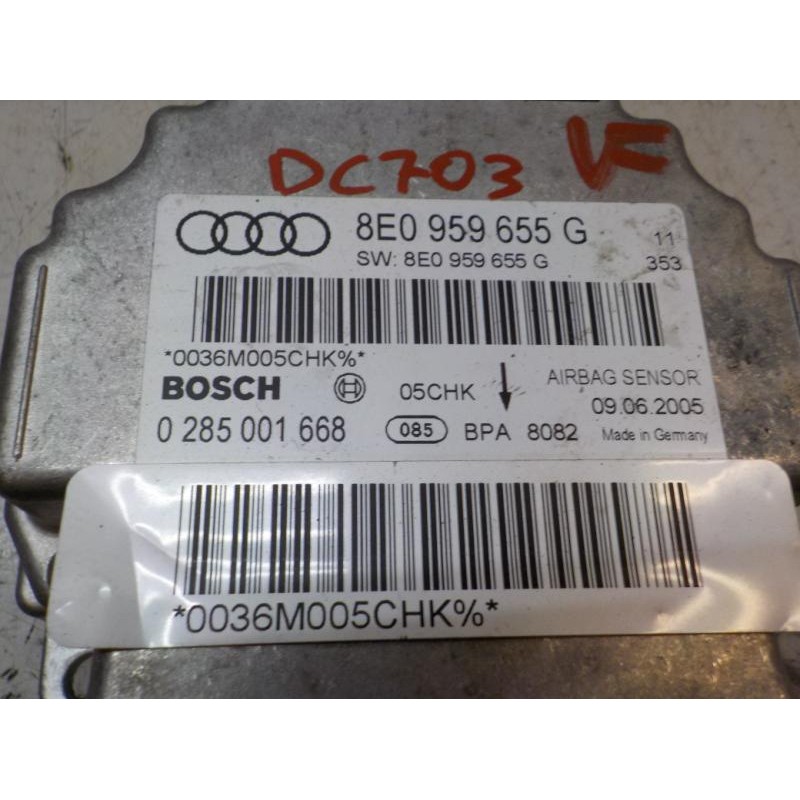 DC703 VF
8E0 959 655 G 11
SW: 8E0 959 655 G 353
*0036M005CHK%*
BOSCH 05CHK AIRBAG SENSOR
09.06.2005
0 285 001 668 085 BPA 8082 Made in Germany
*0036M005CHK%*